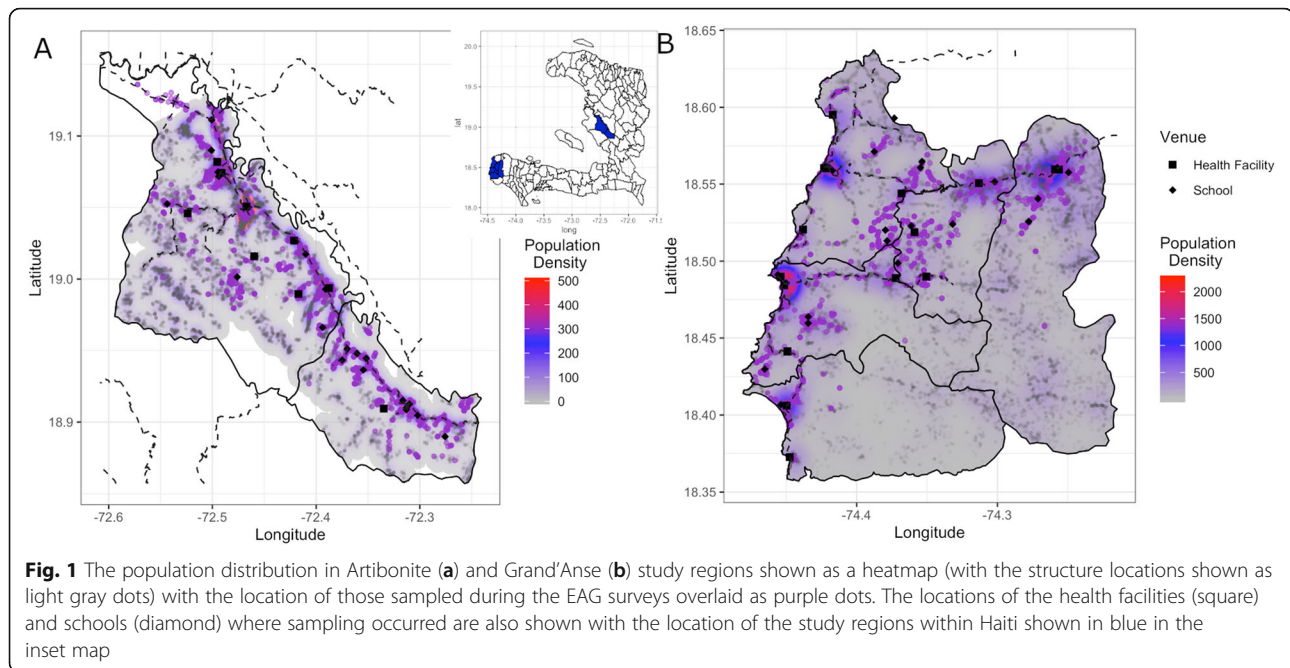 A
B
20.0
19.5
19.0
18.5
18.0
lat
-74.5
-74.0
-73.5
-73.0
-72.5
-72.0
-71.5
long
19.1
19.0
18.9
Latitude
-72.6
-72.5
-72.4
-72.3
Longitude
Population
Density
500
400
300
200
100
0
18.65
18.60
18.55
18.50
18.45
18.40
18.35
Latitude
-74.4
-74.3
Longitude
Venue
Health Facility
School
Population
Density
2000
1500
1000
500
Fig. 1 The population distribution in Artibonite (a) and Grand'Anse (b) study regions shown as a heatmap (with the structure locations shown as
light gray dots) with the location of those sampled during the EAG surveys overlaid as purple dots. The locations of the health facilities (square)
and schools (diamond) where sampling occurred are also shown with the location of the study regions within Haiti shown in blue in the
inset map